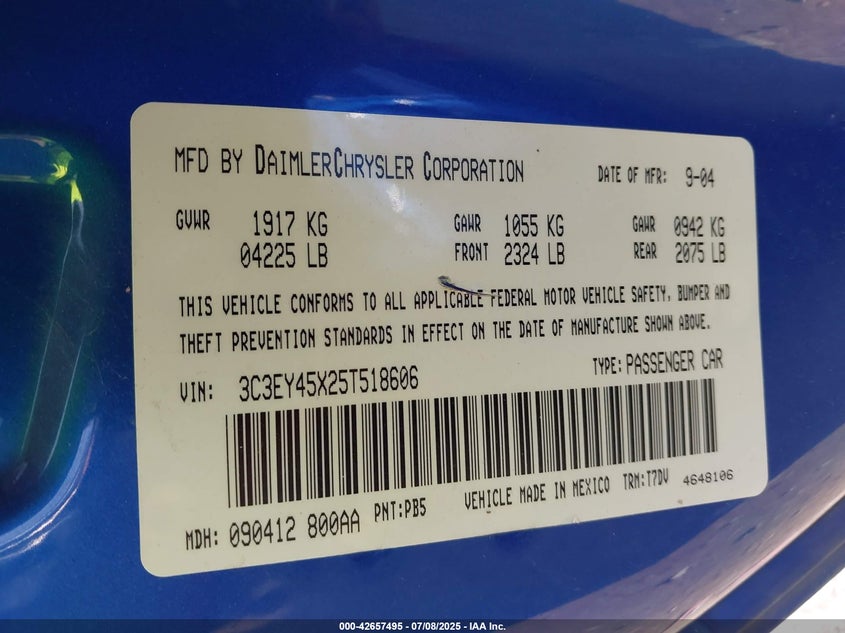 MFD BY DAIMLERCHRYSLER CORPORATION DATE OF MFR: 9-04
GVWR 1917 KG GAWR 1055 KG GAWR 0942 KG
04225 LB FRONT 2324 LB REAR 2075 LB
THIS VEHICLE CONFORMS TO ALL APPLICABLE FEDERAL MOTOR VEHICLE SAFETY, BUMPER AND
THEFT PREVENTION STANDARDS IN EFFECT ON THE DATE OF MANUFACTURE SHOWN ABOVE.
VIN: 3C3EY45X25T518606 TYPE: PASSENGER CAR
MDH: 090412 800AA PNT:PB5 VEHICLE MADE IN MEXICO TRM:T7DV 4648106
000-42657495 - 07/08/2025 - IAA Inc.